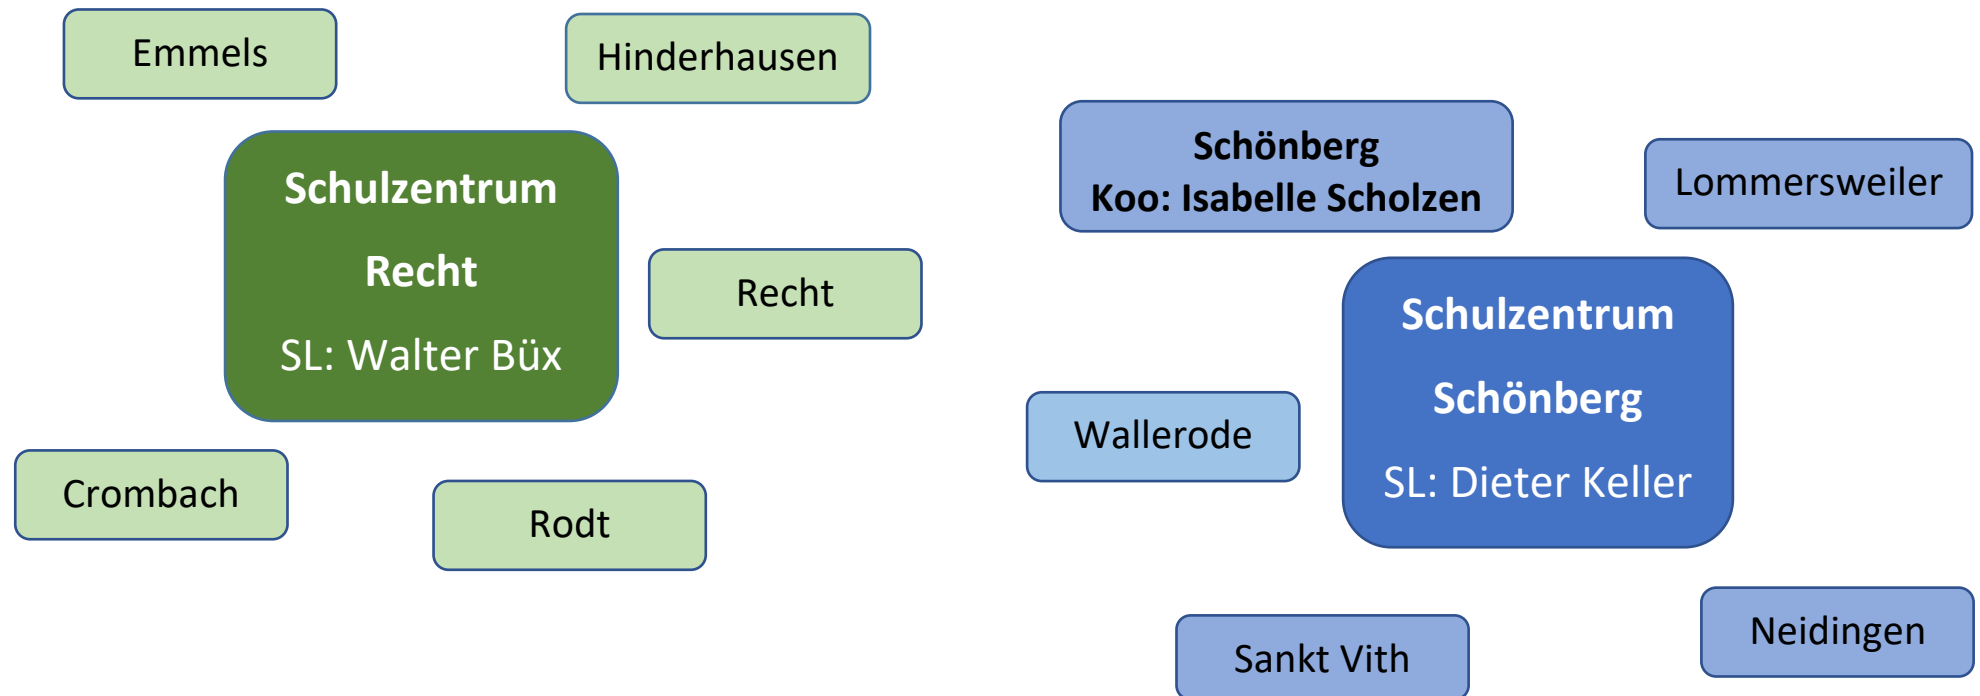 Emmels
Hinderhausen
Schulzentrum
Recht
SL: Walter Büx
Recht
Crombach
Rodt
Schönberg
Koo: Isabelle Scholzen
Lommersweiler
Schulzentrum
Schönberg
SL: Dieter Keller
Wallerode
Sankt Vith
Neidingen